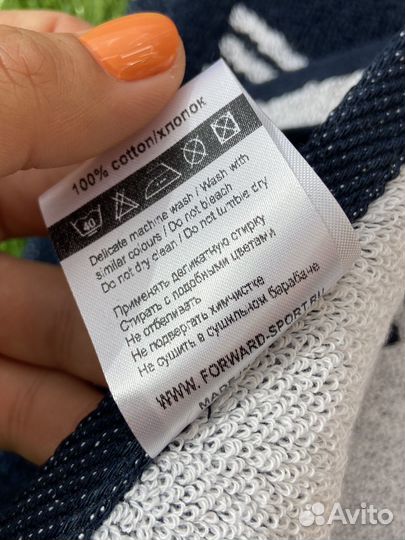 100% cotton/хлопок
40
Delicate machine wash / Wash with
similar colours / Do not bleach
Do not dry clean / Do not tumble dry
Применять деликатную стирку
Стирать с подобными цветами
Не отбеливать
Не подвергать химчистке
Не сушить в сушильном барабане
WWW. FORWARD-SPORT.RU
Avito